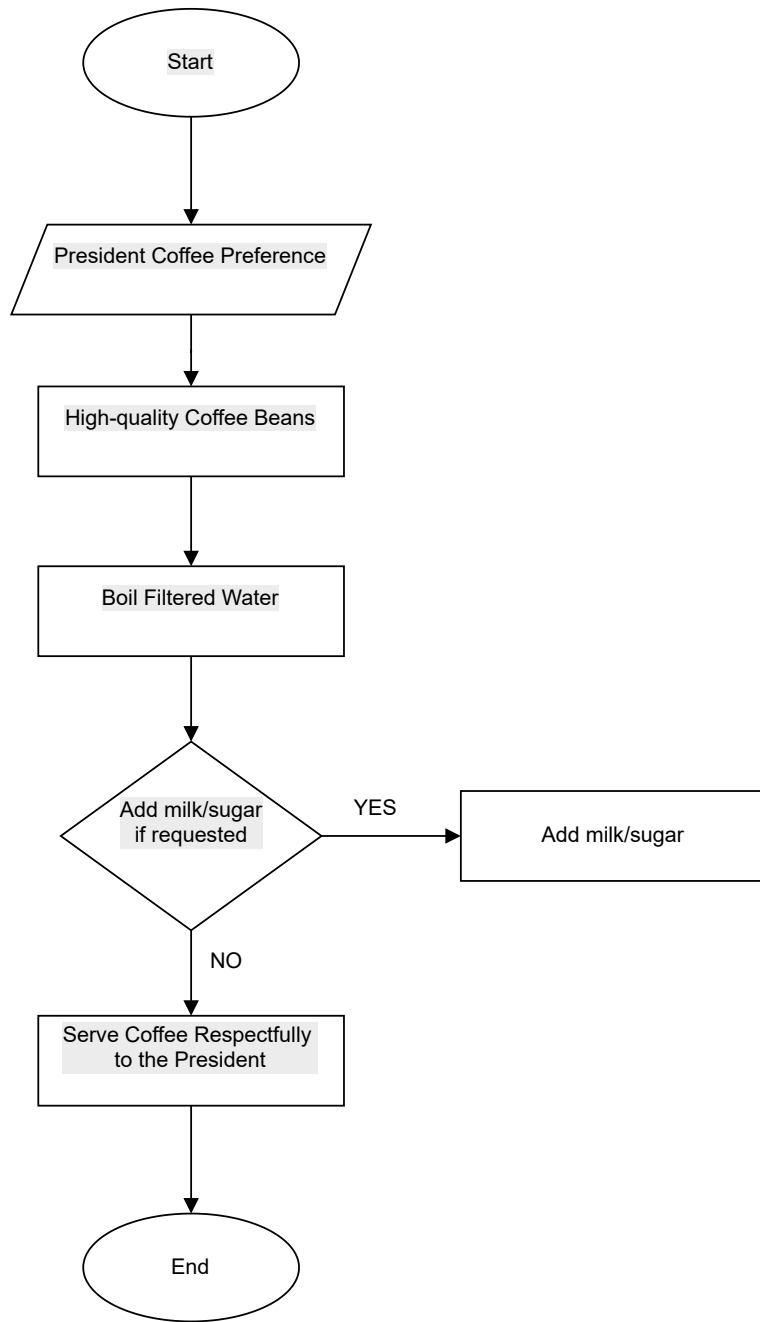 Start
President Coffee Preference
High-quality Coffee Beans
Boil Filtered Water
Add milk/sugar
if requested
YES
Add milk/sugar
NO
Serve Coffee Respectfully
to the President
End